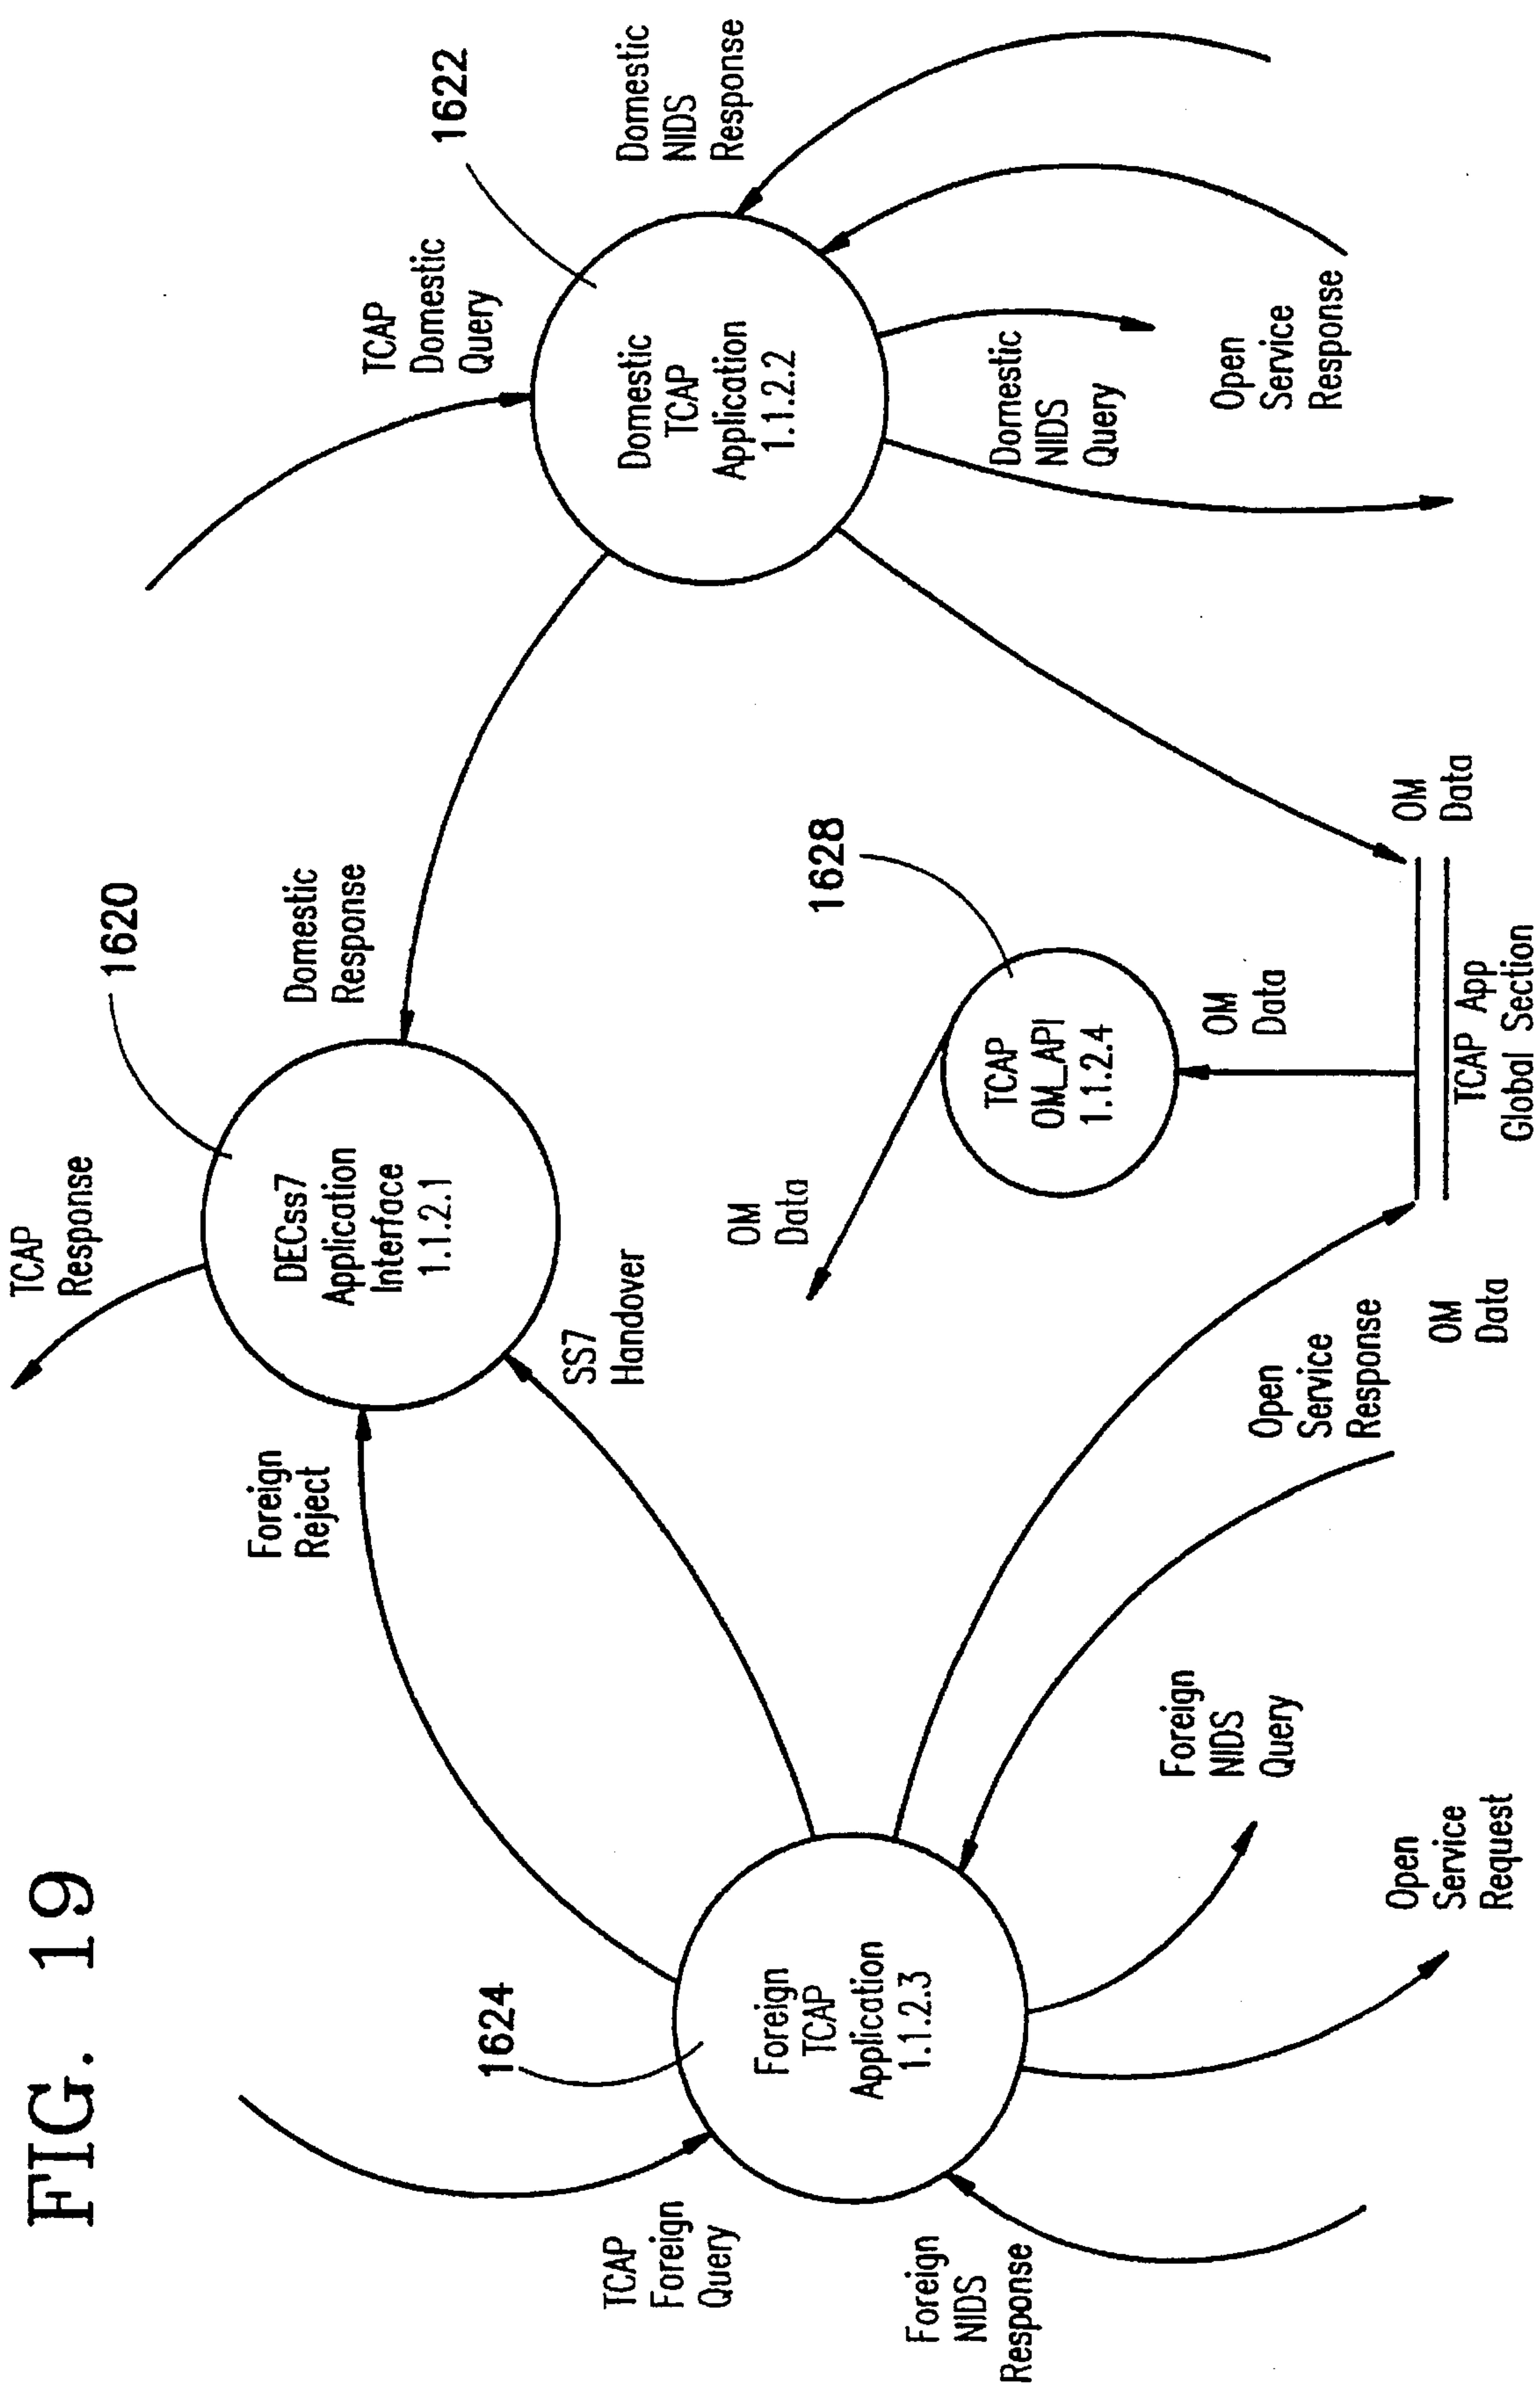 FIG. 19
TCAP
Response
1620
DECss7
Application
Interface
1.1.2.1
Foreign
Reject
Domestic
Response
SS7
Handover
TCAP
Domestic
Query
1622
Domestic
TCAP
Application
1.1.2.2
Domestic
NIDS
Response
Domestic
NIDS
Query
Open
Service
Response
1624
Foreign
TCAP
Application
1.1.2.3
TCAP
Foreign
Query
Foreign
NIDS
Response
Foreign
NIDS
Query
Open
Service
Request
Open
Service
Response
OM
Data
1628
TCAP
OM_API
1.1.2.4
OM
Data
OM
Data
OM
Data
TCAP App
Global Section